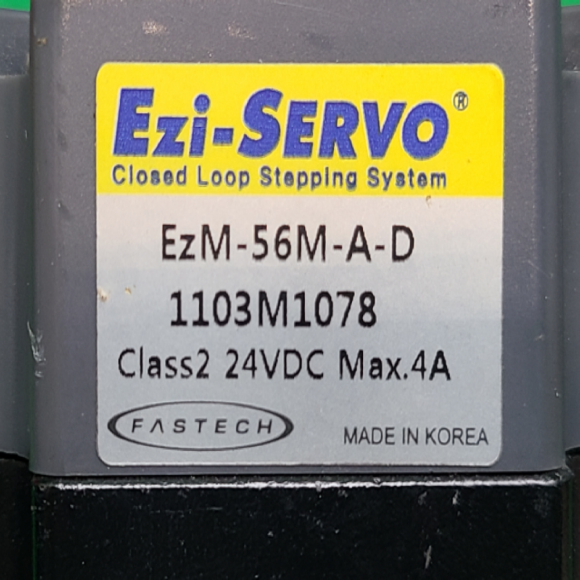 Ezi-SERVO®
Closed Loop Stepping System
EzM-56M-A-D
1103M1078
Class2 24VDC Max.4A
FASTECH
MADE IN KOREA